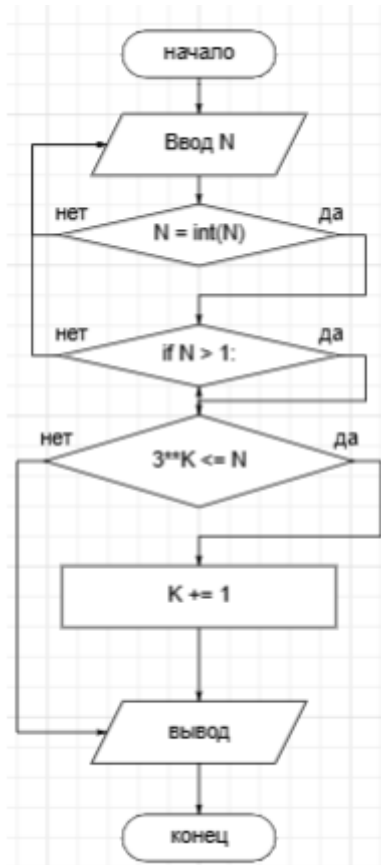 начало
Ввод N
нет
да
N = int(N)
нет
да
if N > 1:
нет
да
3**K <= N
K += 1
вывод
конец